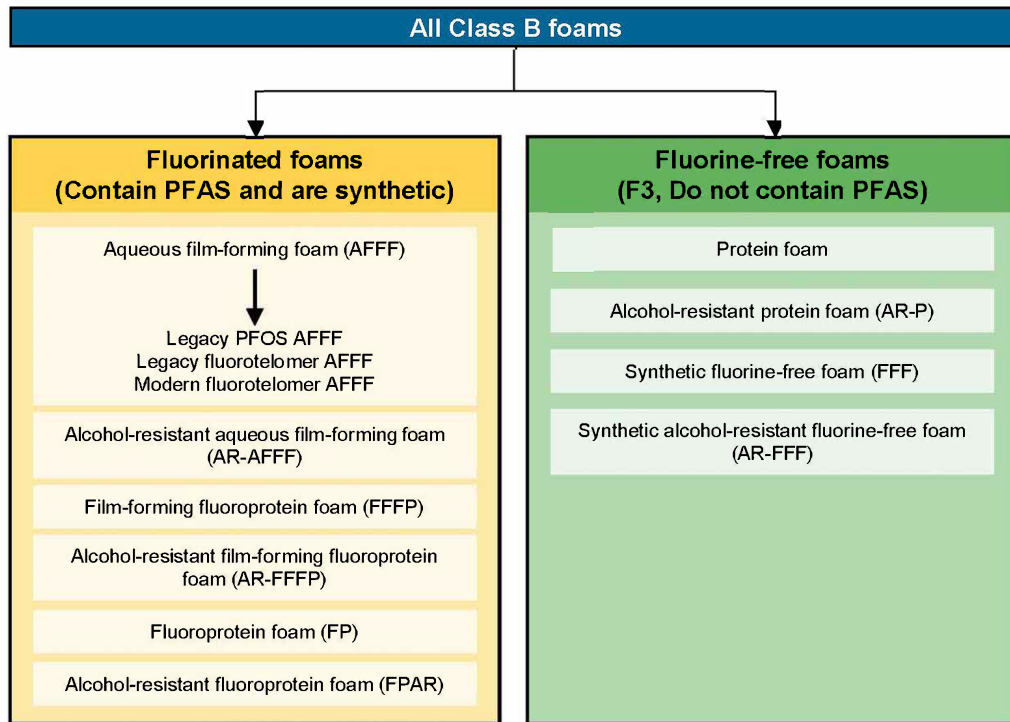 All Class B foams
Fluorinated foams
(Contain PFAS and are synthetic)
Aqueous film-forming foam (AFFF)
Legacy PFOS AFFF
Legacy fluorotelomer AFFF
Modern fluorotelomer AFFF
Alcohol-resistant aqueous film-forming foam
(AR-AFFF)
Film-forming fluoroprotein foam (FFFP)
Alcohol-resistant film-forming fluoroprotein
foam (AR-FFFP)
Fluoroprotein foam (FP)
Alcohol-resistant fluoroprotein foam (FPAR)
Fluorine-free foams
(F3, Do not contain PFAS)
Protein foam
Alcohol-resistant protein foam (AR-P)
Synthetic fluorine-free foam (FFF)
Synthetic alcohol-resistant fluorine-free foam
(AR-FFF)